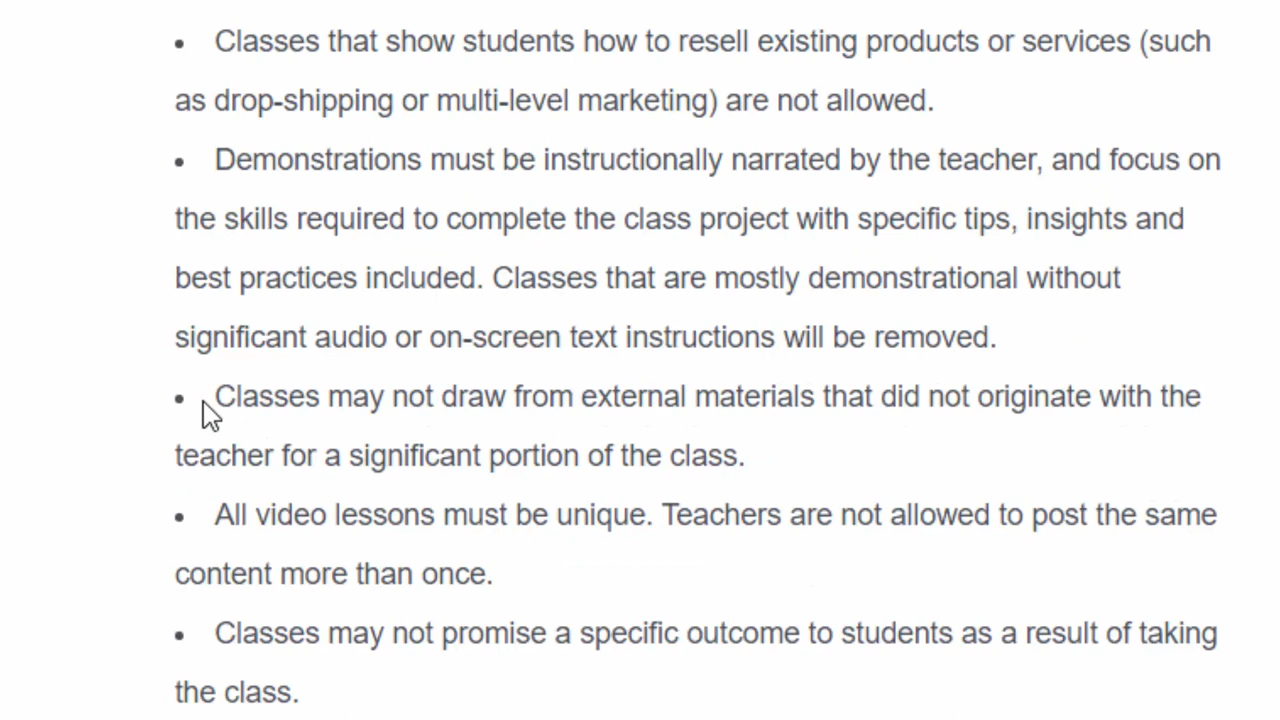 • Classes that show students how to resell existing products or services (such
as drop-shipping or multi-level marketing) are not allowed.
• Demonstrations must be instructionally narrated by the teacher, and focus on
the skills required to complete the class project with specific tips, insights and
best practices included. Classes that are mostly demonstrational without
significant audio or on-screen text instructions will be removed.
• Classes may not draw from external materials that did not originate with the
teacher for a significant portion of the class.
• All video lessons must be unique. Teachers are not allowed to post the same
content more than once.
• Classes may not promise a specific outcome to students as a result of taking
the class.